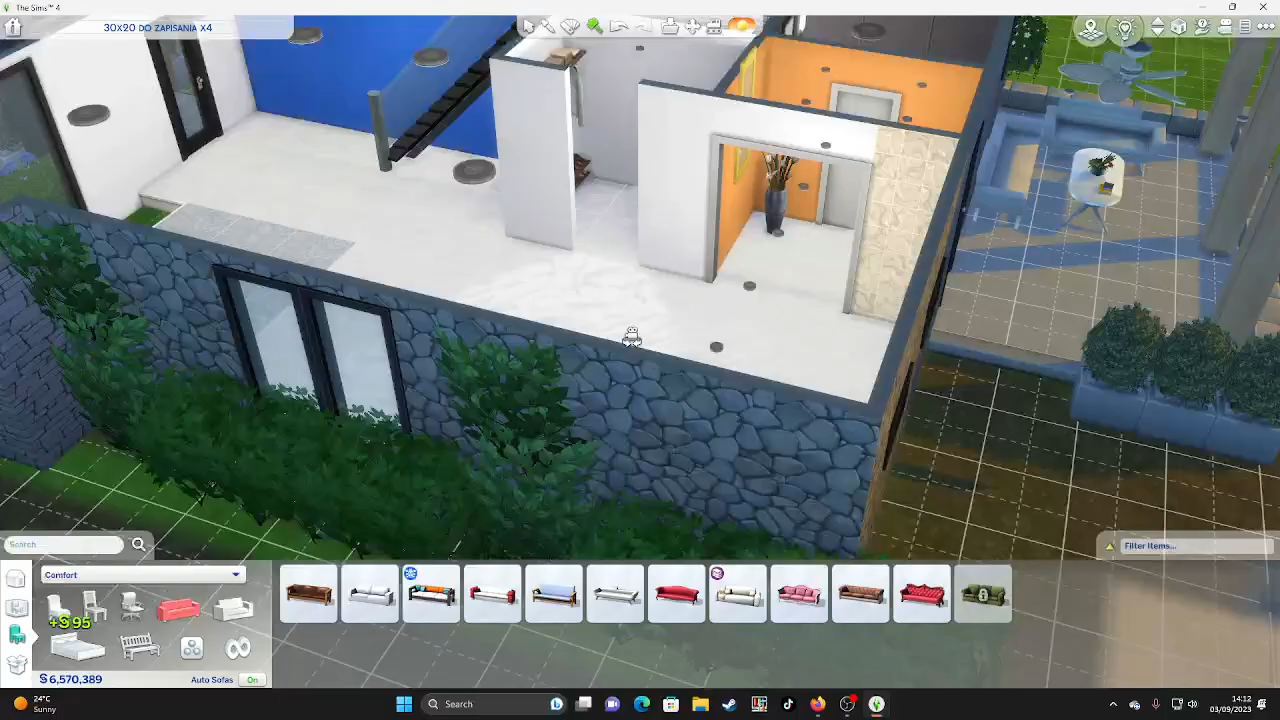 The Sims™ 4
30x20 DO ZAPISANIA X4
Search...
Filter Items...
Comfort
+§95
§6,570,389
Auto Sofas
On
24°C
Sunny
Search
14:12
03/09/2023